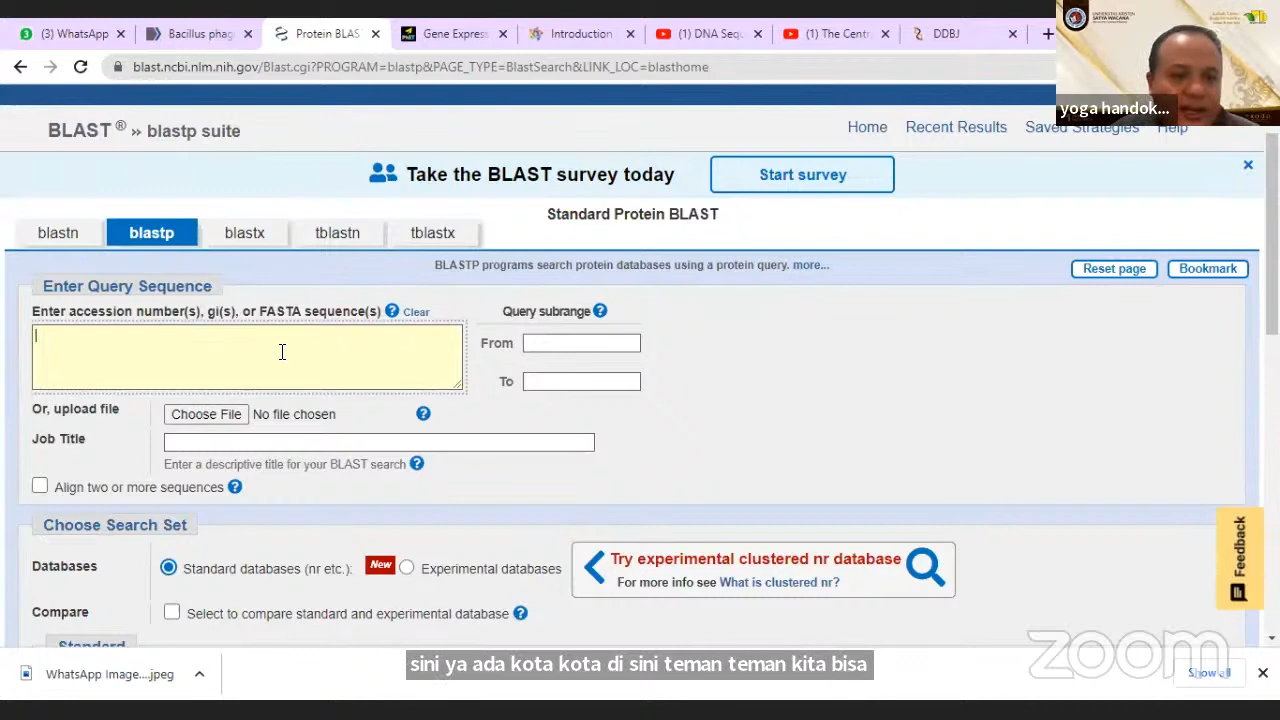 (3) WhatsApp
Bacillus phag
Protein BLAS
Gene Express
(1) DNA Sequ
(1) The Centr
DDBJ
blast.ncbi.nlm.nih.gov/Blast.cgi?PROGRAM=blastp&PAGE_TYPE=BlastSearch&LINK_LOC=blasthome
UNIVERSITAS KRISTEN
SATYA WACANA
yoga handok...
BLAST ® » blastp suite
Home Recent Results Saved Strategies Help
Take the BLAST survey today
Start survey
Standard Protein BLAST
blastn blastp blastx tblastn tblastx
BLASTP programs search protein databases using a protein query. more...
Reset page Bookmark
Enter Query Sequence
Enter accession number(s), gi(s), or FASTA sequence(s) ? Clear
Query subrange ?
From
To
Or, upload file Choose File No file chosen ?
Job Title
Enter a descriptive title for your BLAST search ?
Align two or more sequences ?
Choose Search Set
Databases Standard databases (nr etc.): New Experimental databases
Try experimental clustered nr database
For more info see What is clustered nr?
Compare Select to compare standard and experimental database ?
Standard
Feedback
sini ya ada kota kota di sini teman teman kita bisa
zoom
WhatsApp Image....jpeg
Show all